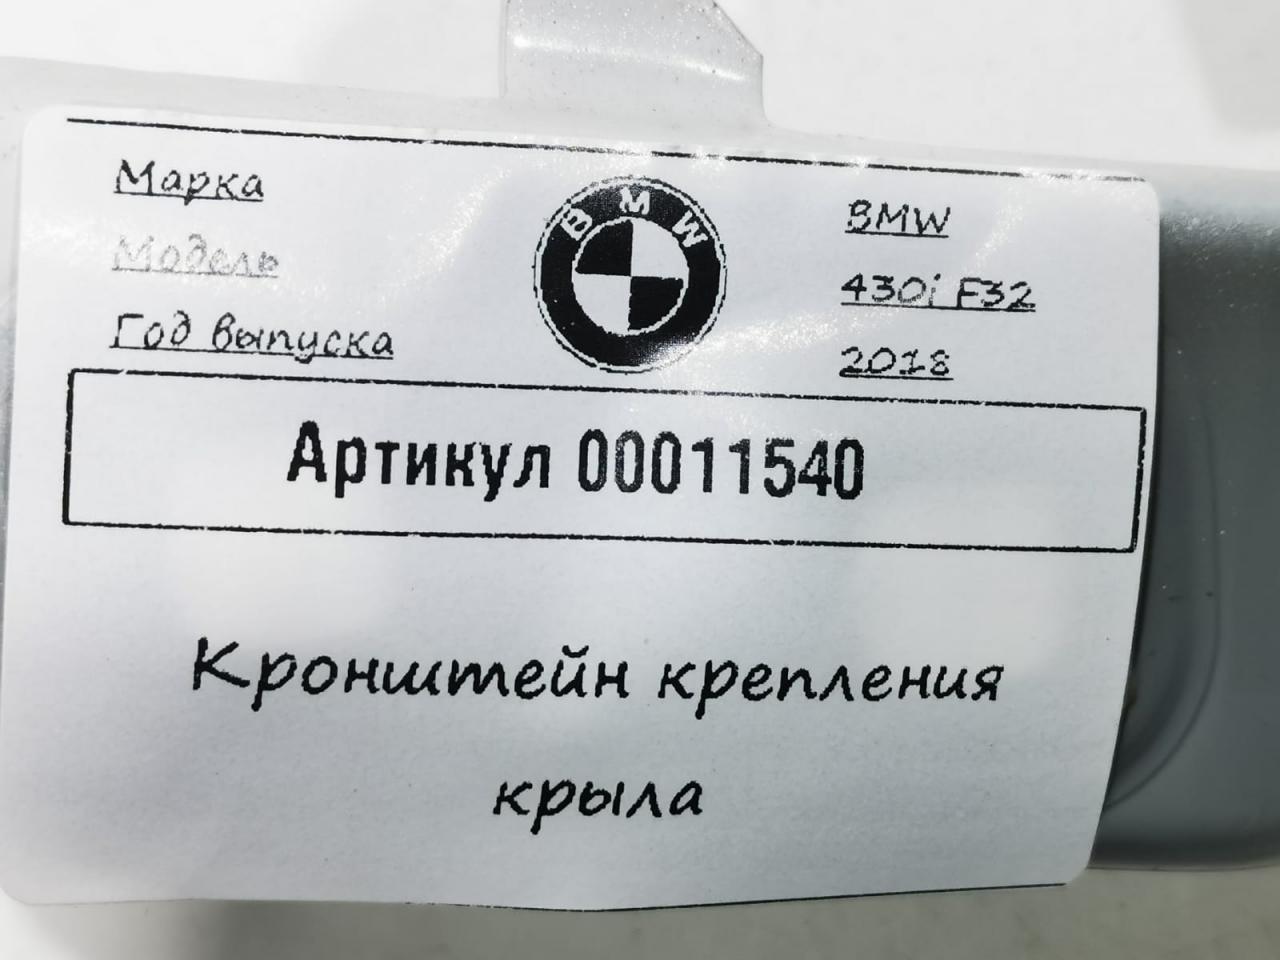 Марка BMW
Модель 430i F32
Год выпуска 2018
BMW
Артикул 00011540
Кронштейн крепления
крыла